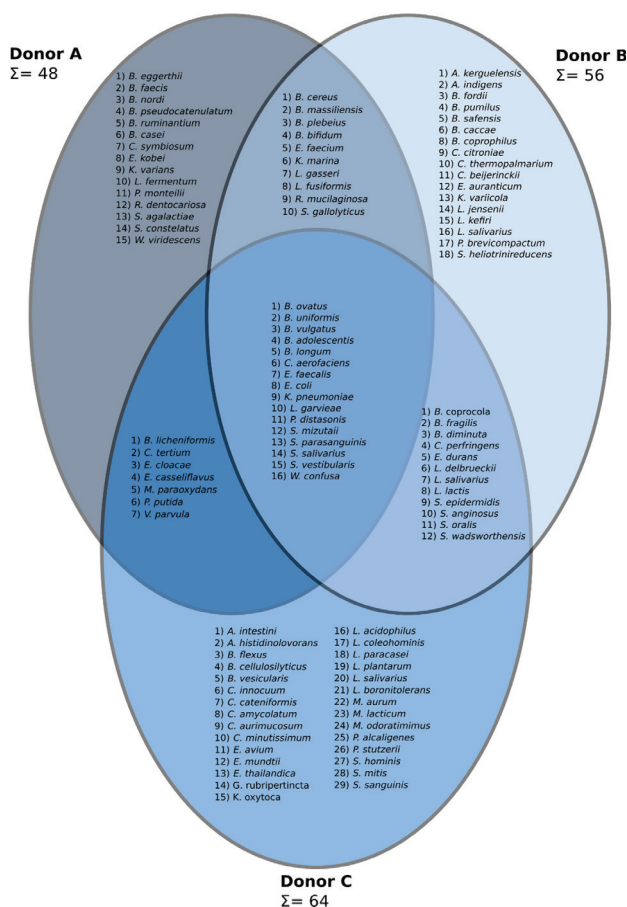 Donor A
Σ= 48
Donor B
Σ= 56
1) B. eggerthii
2) B. faecis
3) B. nordi
4) B. pseudocatenulatum
5) B. ruminantium
6) B. casei
7) C. symbiosum
8) E. kobei
9) K. varians
10) L. fermentum
11) P. monteilii
12) R. dentocariosa
13) S. agalactiae
14) S. constelatus
15) W. viridescens
1) B. cereus
2) B. massiliensis
3) B. plebeius
4) B. bifidum
5) E. faecium
6) K. marina
7) L. gasseri
8) L. fusiformis
9) R. mucilaginosa
10) S. gallolyticus
1) A. kerguelensis
2) A. indigens
3) B. fordii
4) B. pumilus
5) B. safensis
6) B. caccae
8) B. coprophilus
9) C. citroniae
10) C. thermopalmarium
11) C. beijerinckii
12) E. auranticum
13) K. variicola
14) L. jensenii
15) L. kefiri
16) L. salivarius
17) P. brevicompactum
18) S. heliotrinireducens
1) B. ovatus
2) B. uniformis
3) B. vulgatus
4) B. adolescentis
5) B. longum
6) C. aerofaciens
7) E. faecalis
8) E. coli
9) K. pneumoniae
10) L. garvieae
11) P. distasonis
12) S. mizutaii
13) S. parasanguinis
14) S. salivarius
15) S. vestibularis
16) W. confusa
1) B. licheniformis
2) C. tertium
3) E. cloacae
4) E. casseliflavus
5) M. paraoxydans
6) P. putida
7) V. parvula
1) B. coprocola
2) B. fragilis
3) B. diminuta
4) C. perfringens
5) E. durans
6) L. delbrueckii
7) L. salivarius
8) L. lactis
9) S. epidermidis
10) S. anginosus
11) S. oralis
12) S. wadsworthensis
1) A. intestini
2) A. histidinolovorans
3) B. flexus
4) B. cellulosilyticus
5) B. vesicularis
6) C. innocuum
7) C. cateniformis
8) C. amycolatum
9) C. aurimucosum
10) C. minutissimum
11) E. avium
12) E. mundtii
13) E. thailandica
14) G. rubripertincta
15) K. oxytoca
16) L. acidophilus
17) L. coleohominis
18) L. paracasei
19) L. plantarum
20) L. salivarius
21) L. boronitolerans
22) M. aurum
23) M. lacticum
24) M. odoratimimus
25) P. alcaligenes
26) P. stutzerii
27) S. hominis
28) S. mitis
29) S. sanguinis
Donor C
Σ= 64